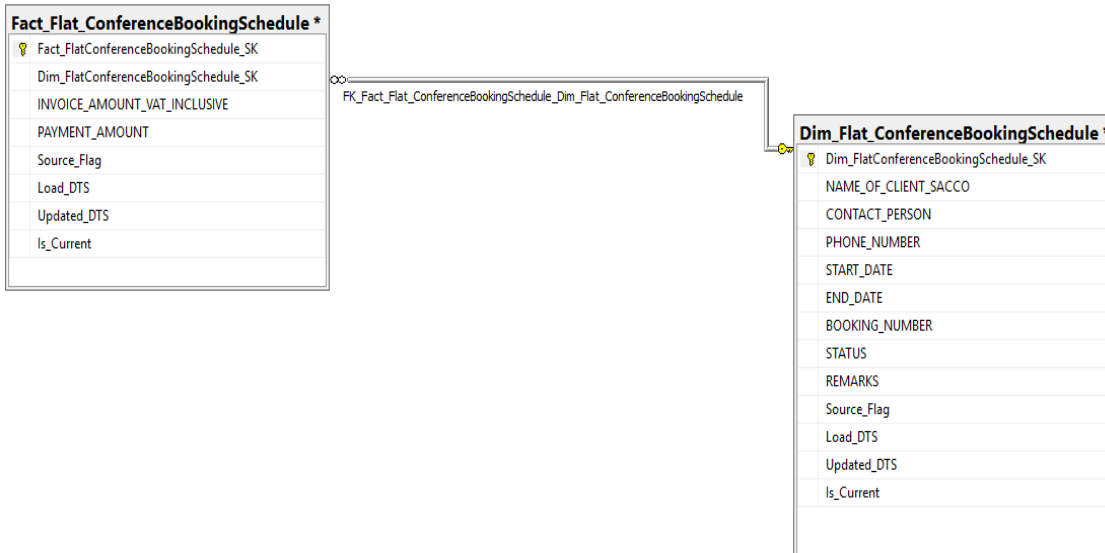 Fact_Flat_ConferenceBookingSchedule *
Fact_FlatConferenceBookingSchedule_SK
Dim_FlatConferenceBookingSchedule_SK
INVOICE_AMOUNT_VAT_INCLUSIVE
PAYMENT_AMOUNT
Source_Flag
Load_DTS
Updated_DTS
Is_Current
FK_Fact_Flat_ConferenceBookingSchedule_Dim_Flat_ConferenceBookingSchedule
Dim_Flat_ConferenceBookingSchedule *
Dim_FlatConferenceBookingSchedule_SK
NAME_OF_CLIENT_SACCO
CONTACT_PERSON
PHONE_NUMBER
START_DATE
END_DATE
BOOKING_NUMBER
STATUS
REMARKS
Source_Flag
Load_DTS
Updated_DTS
Is_Current